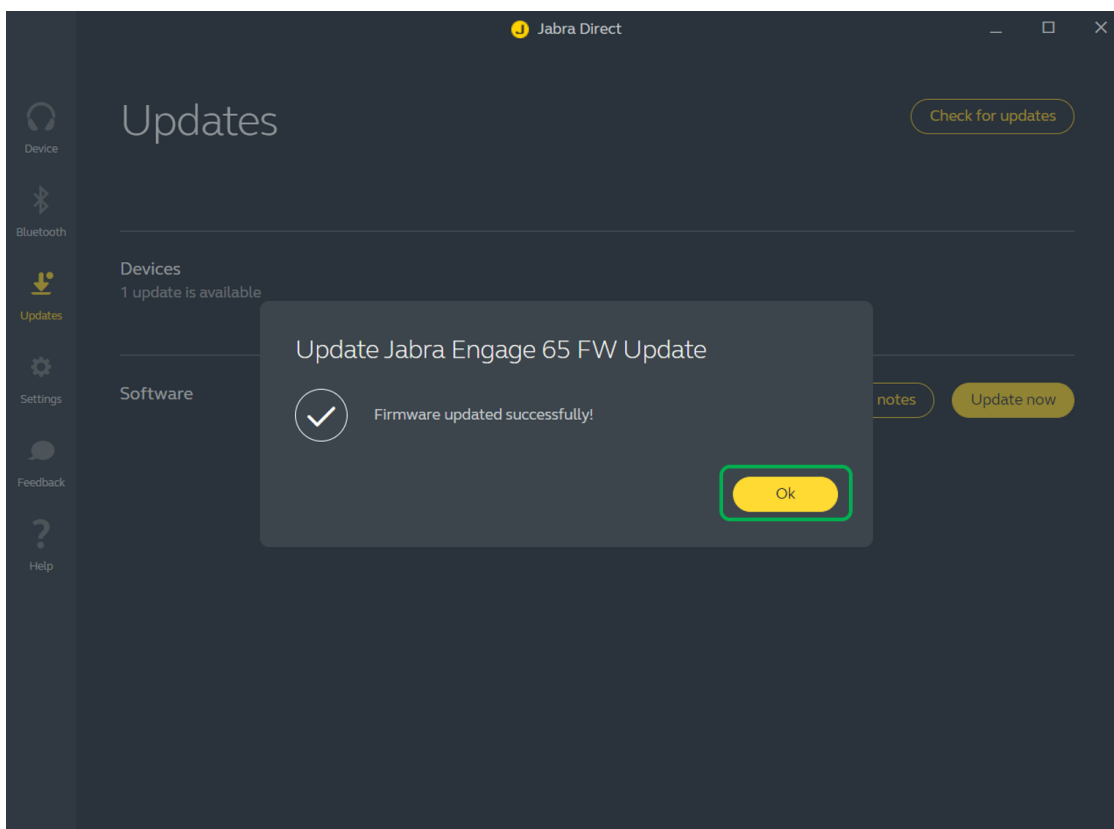 Jabra Direct
Updates
Check for updates
Device
Bluetooth
Updates
Settings
Feedback
Help
Devices
1 update is available
Software
notes
Update now
Update Jabra Engage 65 FW Update
Firmware updated successfully!
Ok